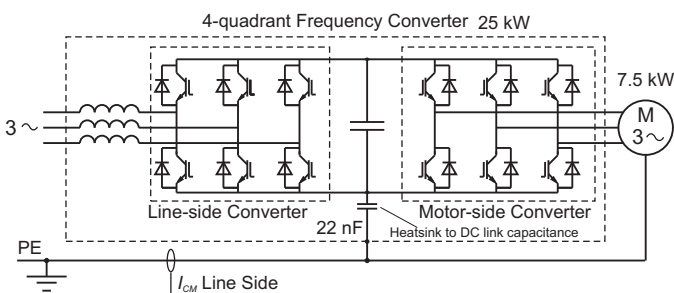 4-quadrant Frequency Converter 25 kW
7.5 kW
M
3~
3~
Line-side Converter
Motor-side Converter
22 nF
Heatsink to DC link capacitance
PE
I_CM Line Side